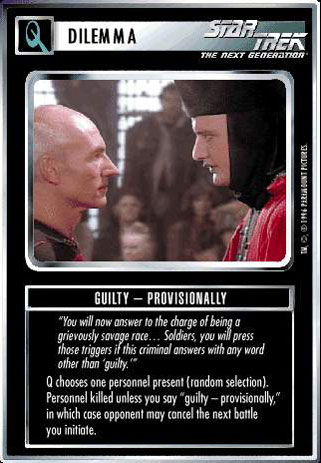 Q
DILEMMA
STAR TREK
THE NEXT GENERATION®
TM, ©, ® 1996 PARAMOUNT PICTURES.
GUILTY – PROVISIONALLY
“You will now answer to the charge of being a
grievously savage race... Soldiers, you will press
those triggers if this criminal answers with any word
other than ‘guilty.’”
Q chooses one personnel present (random selection).
Personnel killed unless you say “guilty – provisionally,”
in which case opponent may cancel the next battle
you initiate.